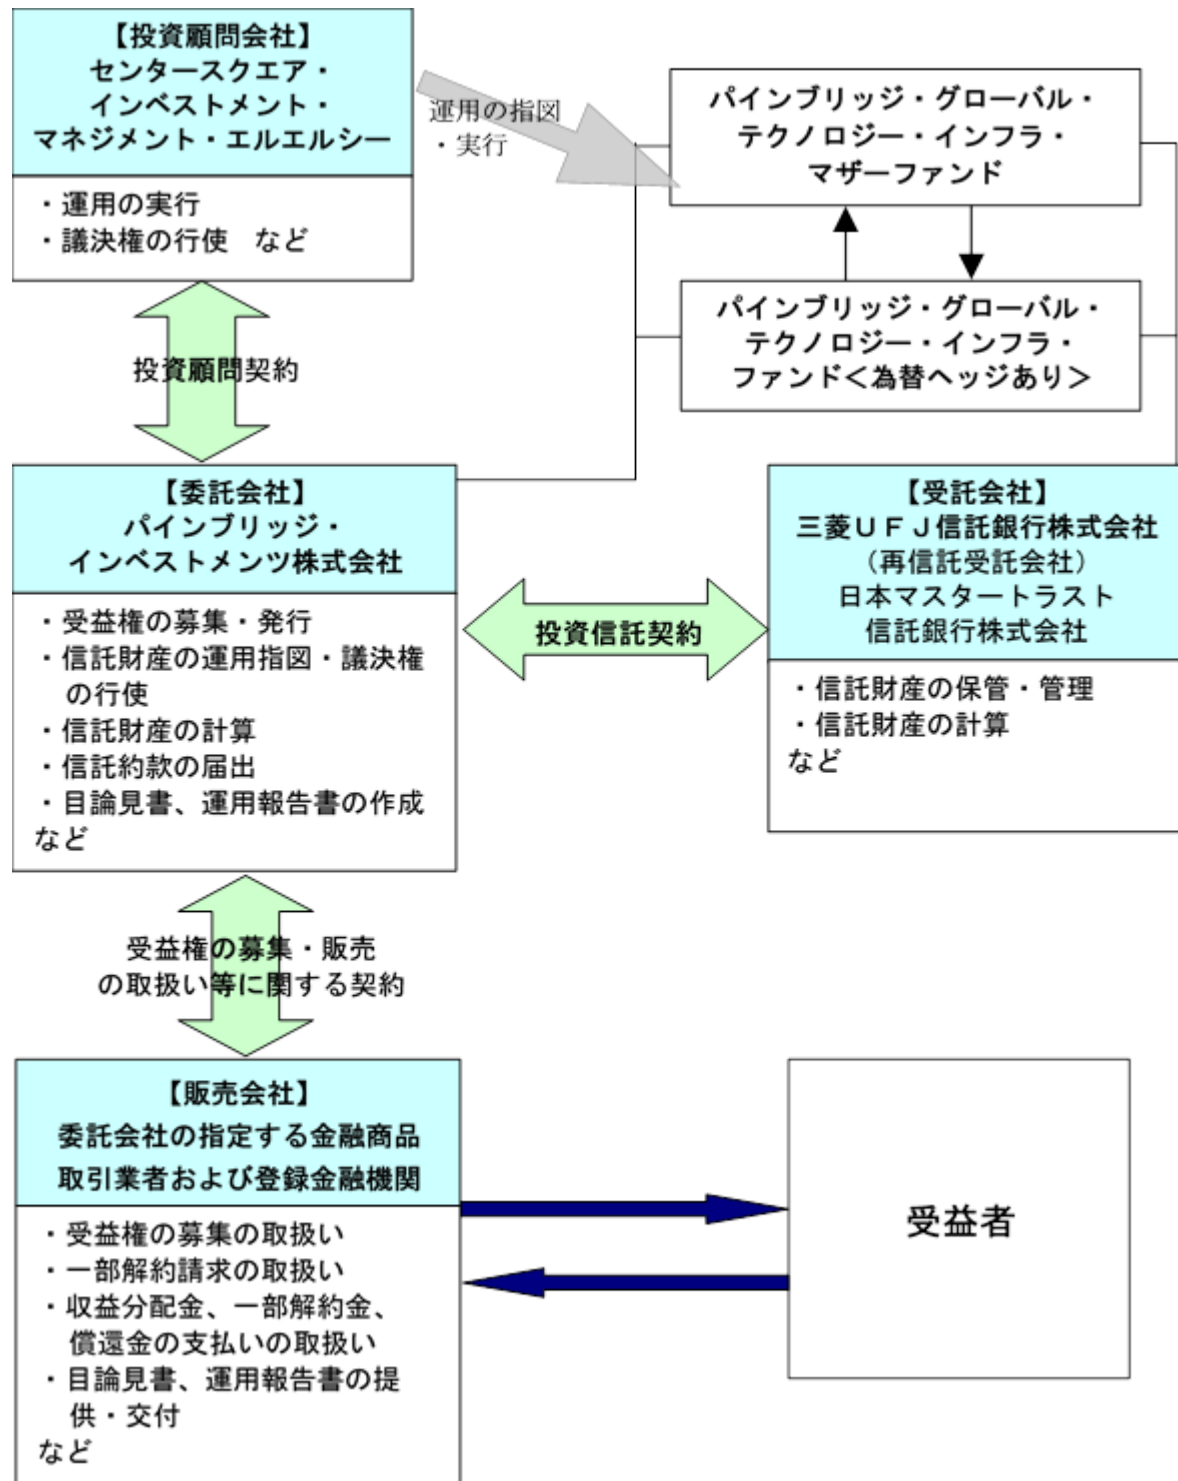 【投資顧問会社】
センタースクエア・
インベストメント・
マネジメント・エルエルシー
・運用の実行
・議決権の行使　など
運用の指図
・実行
パインブリッジ・グローバル・
テクノロジー・インフラ・
マザーファンド
パインブリッジ・グローバル・
テクノロジー・インフラ・
ファンド＜為替ヘッジあり＞
投資顧問契約
【委託会社】
パインブリッジ・
インベストメンツ株式会社
・受益権の募集・発行
・信託財産の運用指図・議決権
の行使
・信託財産の計算
・信託約款の届出
・目論見書、運用報告書の作成
など
投資信託契約
【受託会社】
三菱ＵＦＪ信託銀行株式会社
（再信託受託会社）
日本マスタートラスト
信託銀行株式会社
・信託財産の保管・管理
・信託財産の計算
など
受益権の募集・販売
の取扱い等に関する契約
【販売会社】
委託会社の指定する金融商品
取引業者および登録金融機関
・受益権の募集の取扱い
・一部解約請求の取扱い
・収益分配金、一部解約金、
償還金の支払いの取扱い
・目論見書、運用報告書の提
供・交付
など
受益者